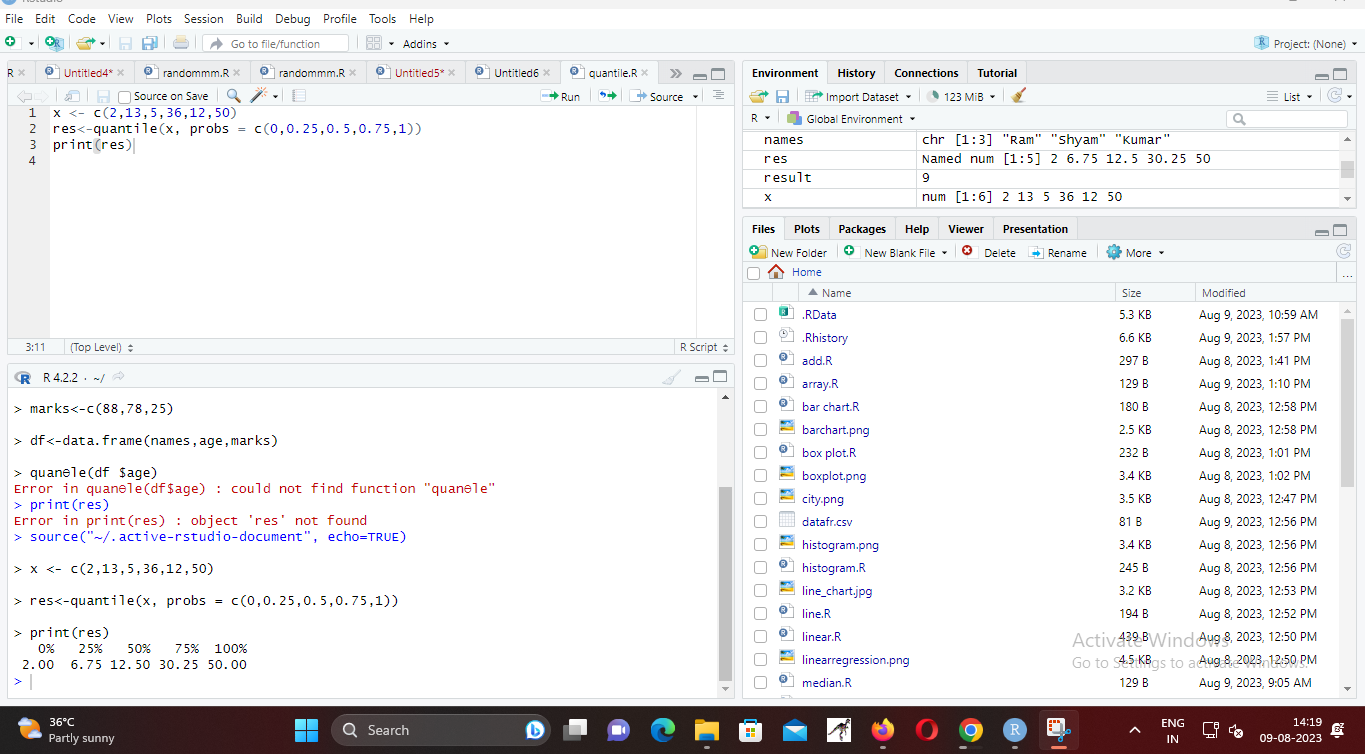 RStudio
File Edit Code View Plots Session Build Debug Profile Tools Help
Go to file/function Addins Project: (None)
R Untitled4* randommm.R randommm.R Untitled5* Untitled6 quantile.R
Source on Save Run Source
1 x <- c(2,13,5,36,12,50)
2 res<-quantile(x, probs = c(0,0.25,0.5,0.75,1))
3 print(res)
4
3:11 (Top Level) R Script
R 4.2.2 · ~/
> marks<-c(88,78,25)
> df<-data.frame(names,age,marks)
> quanƟle(df $age)
Error in quanƟle(df$age) : could not find function "quanƟle"
> print(res)
Error in print(res) : object 'res' not found
> source("~/.active-rstudio-document", echo=TRUE)
> x <- c(2,13,5,36,12,50)
> res<-quantile(x, probs = c(0,0.25,0.5,0.75,1))
> print(res)
0% 25% 50% 75% 100%
2.00 6.75 12.50 30.25 50.00
>
Environment History Connections Tutorial
Import Dataset 123 MiB List
R Global Environment
names chr [1:3] "Ram" "Shyam" "Kumar"
res Named num [1:5] 2 6.75 12.5 30.25 50
result 9
x num [1:6] 2 13 5 36 12 50
Files Plots Packages Help Viewer Presentation
New Folder New Blank File Delete Rename More
Home ...
Name Size Modified
.RData 5.3 KB Aug 9, 2023, 10:59 AM
.Rhistory 6.6 KB Aug 9, 2023, 1:57 PM
add.R 297 B Aug 8, 2023, 1:41 PM
array.R 129 B Aug 9, 2023, 1:10 PM
bar chart.R 180 B Aug 8, 2023, 12:58 PM
barchart.png 2.5 KB Aug 8, 2023, 12:58 PM
box plot.R 232 B Aug 8, 2023, 1:01 PM
boxplot.png 3.4 KB Aug 8, 2023, 1:02 PM
city.png 3.5 KB Aug 8, 2023, 12:47 PM
datafr.csv 81 B Aug 9, 2023, 12:56 PM
histogram.png 3.4 KB Aug 8, 2023, 12:56 PM
histogram.R 245 B Aug 8, 2023, 12:56 PM
line_chart.jpg 3.2 KB Aug 8, 2023, 12:53 PM
line.R 194 B Aug 8, 2023, 12:52 PM
linear.R 439 B Aug 8, 2023, 12:50 PM
linearregression.png 4.5 KB Aug 8, 2023, 12:50 PM
median.R 129 B Aug 9, 2023, 9:05 AM
Activate Windows
Go to Settings to activate Windows.
36°C
Partly sunny
Search
ENG
IN
14:19
09-08-2023